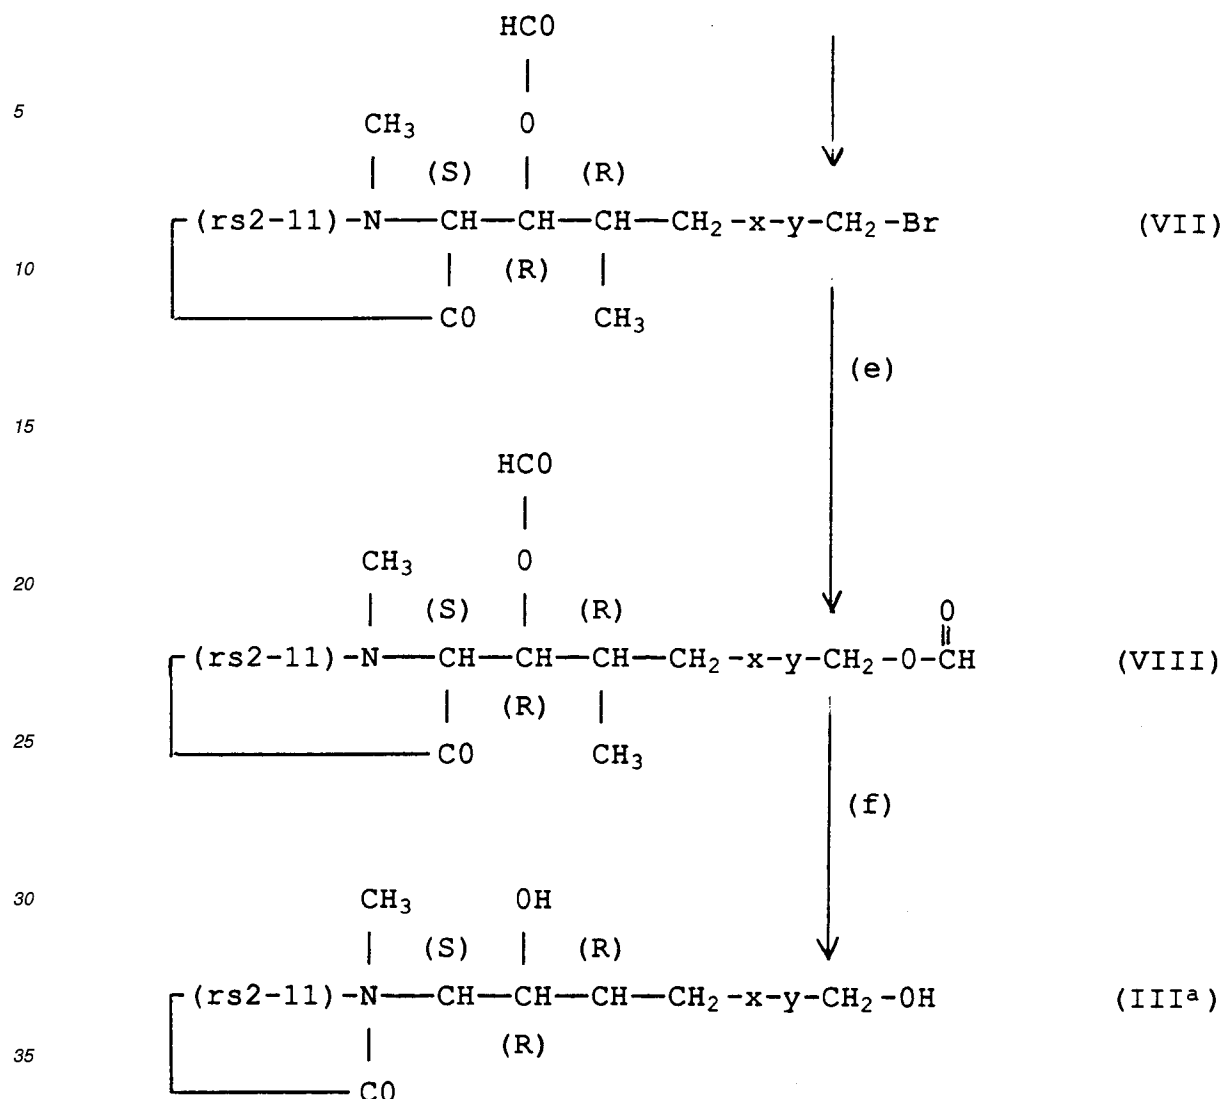 HCO
|
5
CH₃ O
| (S) | (R)
(rs2-11)-N—CH—CH—CH—CH₂-x-y-CH₂-Br (VII)
| (R) |
10
CO CH₃
(e)
15
HCO
|
CH₃ O O
20
| (S) | (R) ||
(rs2-11)-N—CH—CH—CH—CH₂-x-y-CH₂-O-CH (VIII)
| (R) |
25
CO CH₃
(f)
30
CH₃ OH
| (S) | (R)
(rs2-11)-N—CH—CH—CH—CH₂-x-y-CH₂-OH (IIIᵃ)
| (R)
35
CO